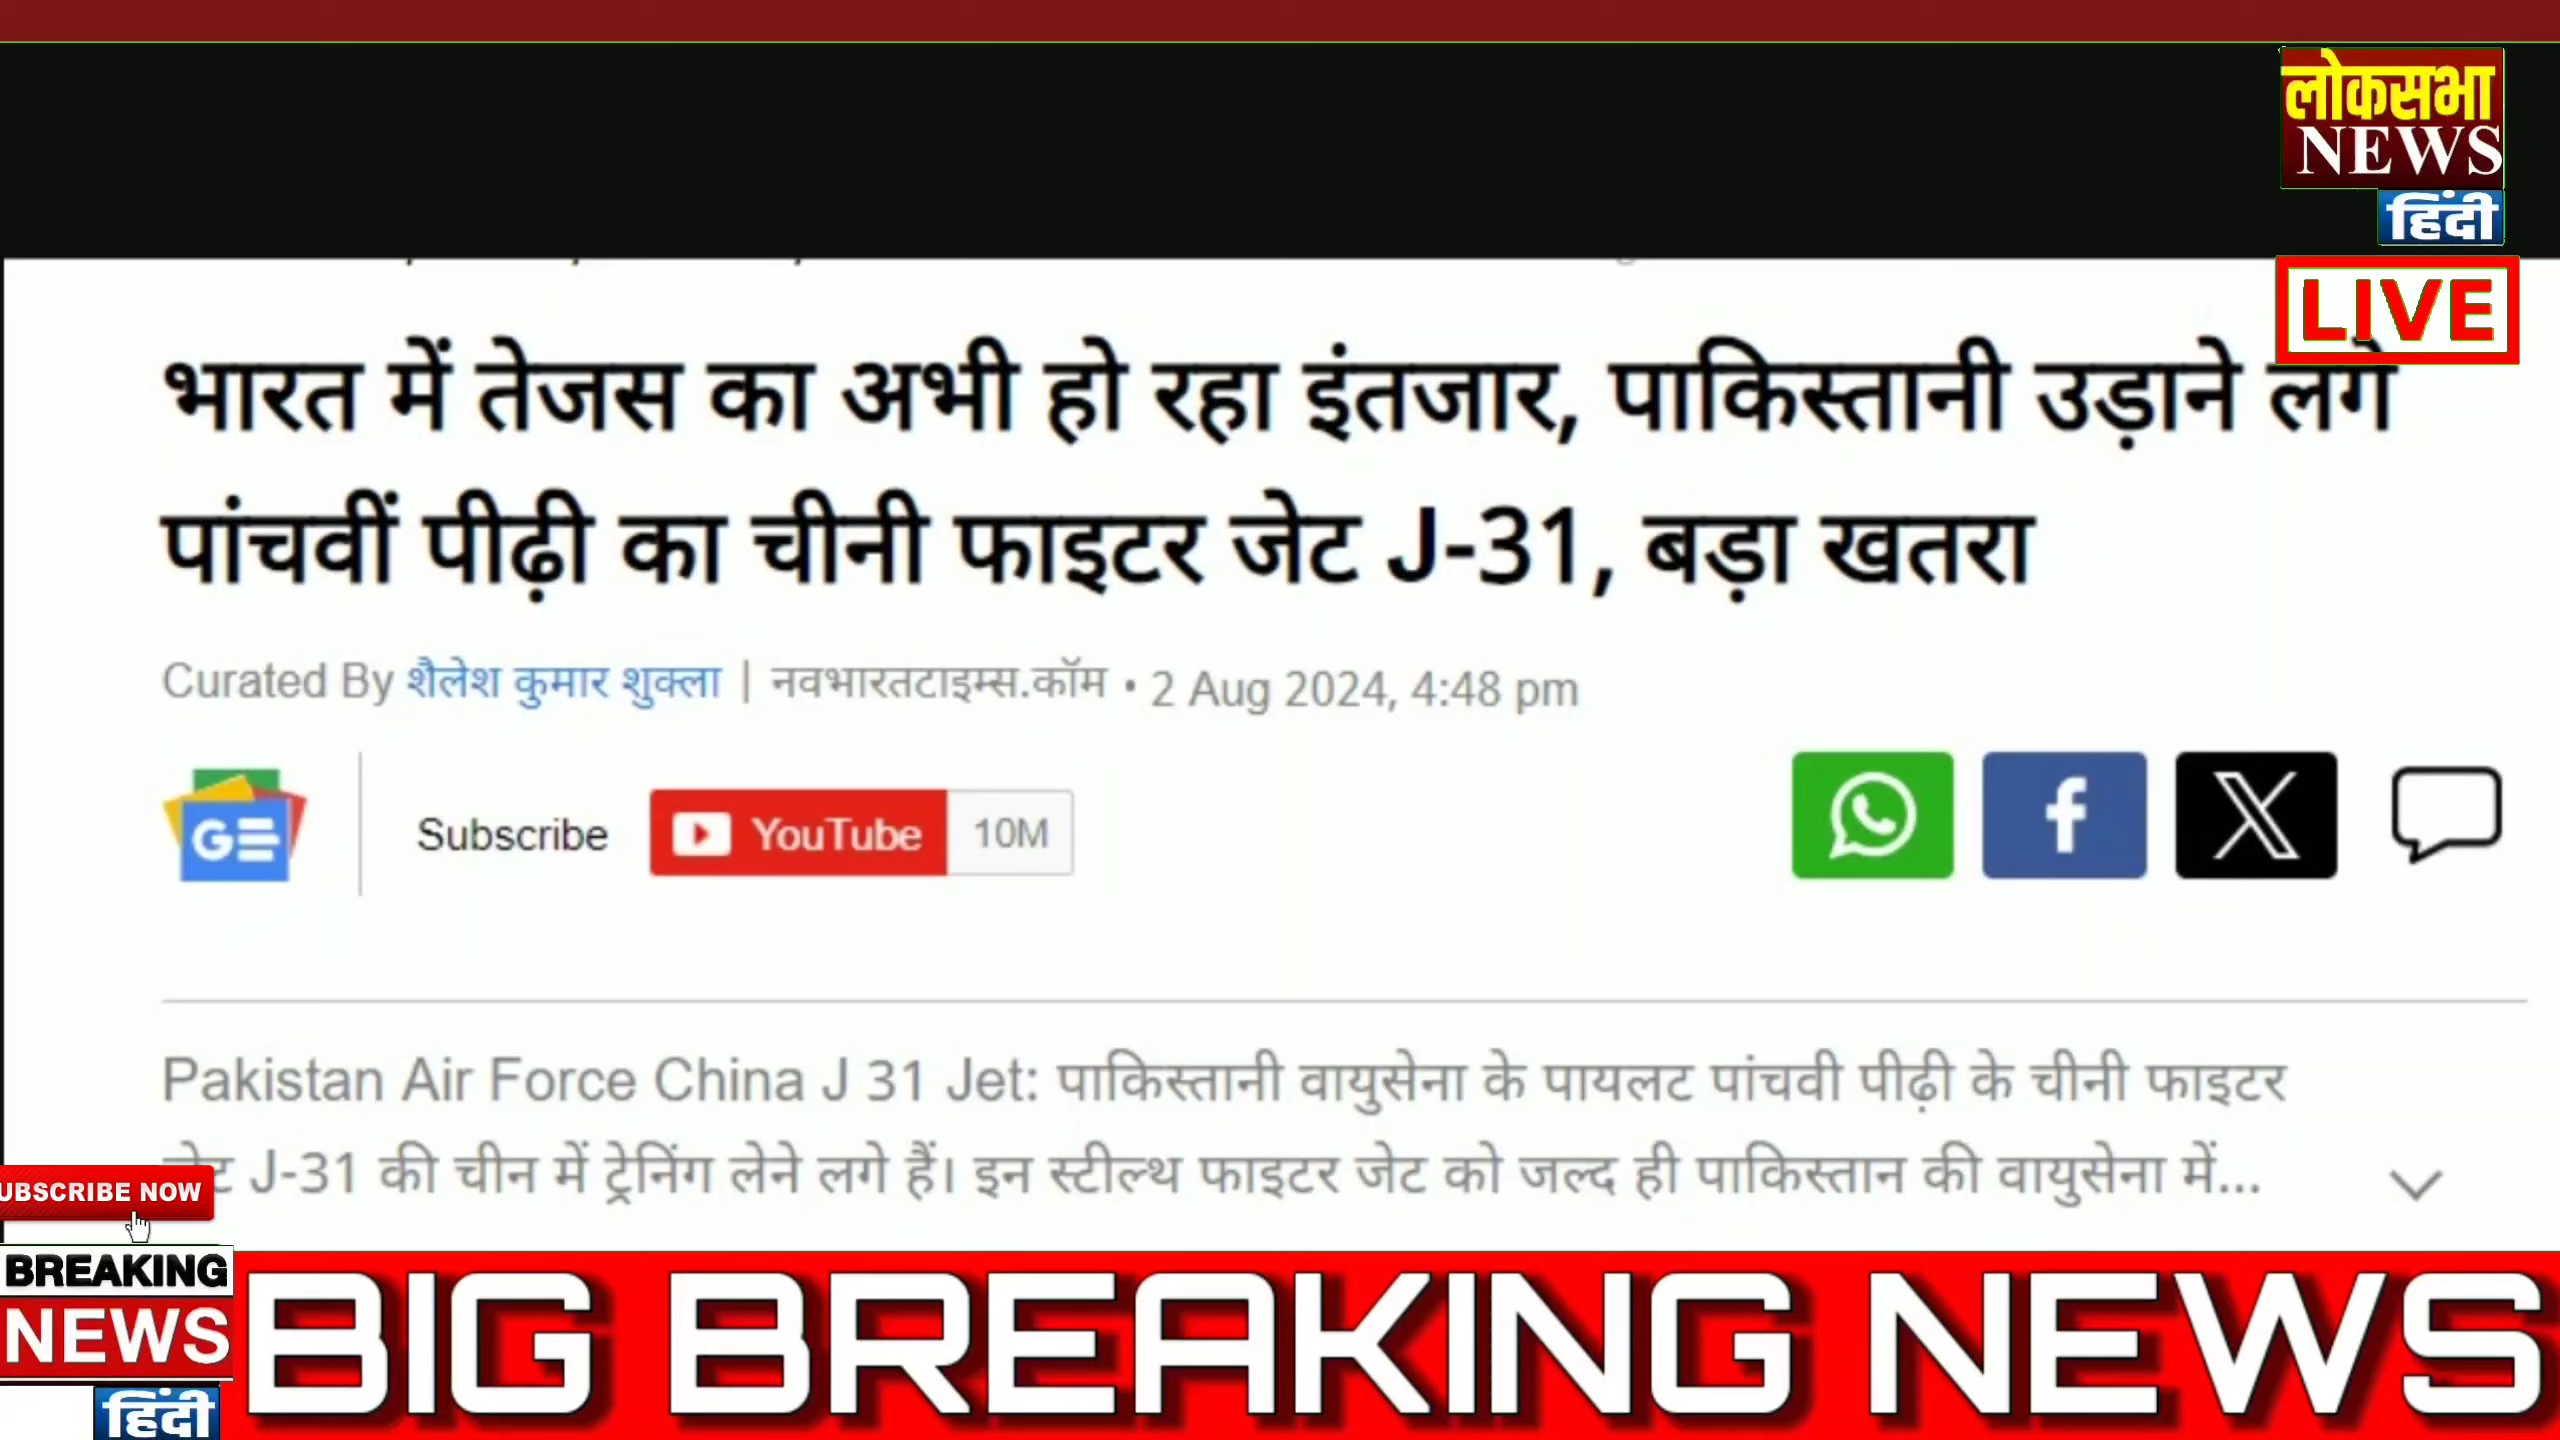 लोकसभा
NEWS
हिंदी
LIVE
भारत में तेजस का अभी हो रहा इंतजार, पाकिस्तानी उड़ाने लगे
पांचवीं पीढ़ी का चीनी फाइटर जेट J-31, बड़ा खतरा
Curated By शैलेश कुमार शुक्ला | नवभारतटाइम्स.कॉम • 2 Aug 2024, 4:48 pm
G
Subscribe YouTube 10M
Pakistan Air Force China J 31 Jet: पाकिस्तानी वायुसेना के पायलट पांचवी पीढ़ी के चीनी फाइटर
J-31 की चीन में ट्रेनिंग लेने लगे हैं। इन स्टील्थ फाइटर जेट को जल्द ही पाकिस्तान की वायुसेना में...
UBSCRIBE NOW
BREAKING
NEWS
हिंदी
BIG BREAKING NEWS